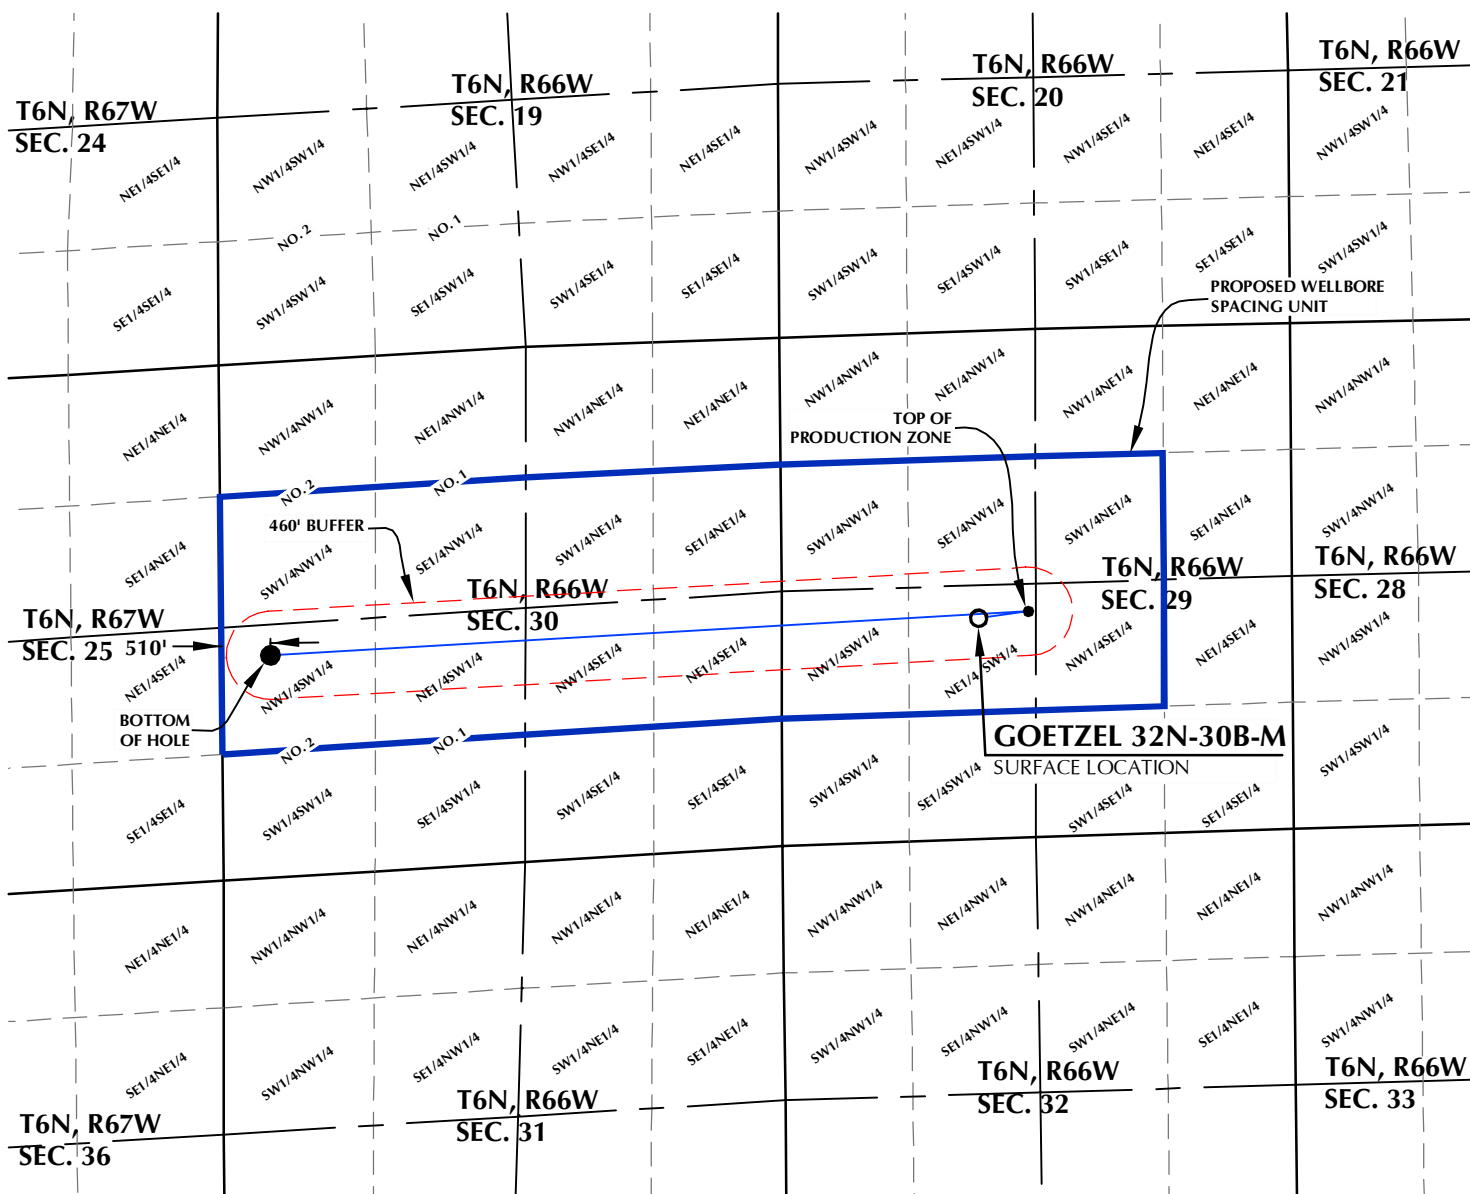 T6N, R67W
SEC. 24
T6N, R66W
SEC. 19
T6N, R66W
SEC. 20
T6N, R66W
SEC. 21
NE1/4SE1/4
NW1/4SW1/4
NE1/4SW1/4
NW1/4SE1/4
NE1/4SE1/4
NW1/4SW1/4
NE1/4SW1/4
NW1/4SE1/4
NE1/4SE1/4
NW1/4SW1/4
NO. 2
NO. 1
SE1/4SE1/4
SW1/4SW1/4
SE1/4SW1/4
SW1/4SE1/4
SE1/4SE1/4
SW1/4SW1/4
SE1/4SW1/4
SW1/4SE1/4
SE1/4SE1/4
SW1/4SW1/4
PROPOSED WELLBORE
SPACING UNIT
NE1/4NE1/4
NW1/4NW1/4
NE1/4NW1/4
NW1/4NE1/4
NE1/4NE1/4
NW1/4NW1/4
NE1/4NW1/4
NW1/4NE1/4
NE1/4NE1/4
NW1/4NW1/4
TOP OF
PRODUCTION ZONE
NO. 2
NO. 1
460' BUFFER
SE1/4NE1/4
SW1/4NW1/4
SE1/4NW1/4
SW1/4NE1/4
SE1/4NE1/4
SW1/4NW1/4
SE1/4NW1/4
SW1/4NE1/4
SE1/4NE1/4
SW1/4NW1/4
T6N, R67W
SEC. 25
510'
T6N, R66W
SEC. 30
T6N, R66W
SEC. 29
T6N, R66W
SEC. 28
NE1/4SE1/4
NW1/4SW1/4
NE1/4SW1/4
NW1/4SE1/4
NE1/4SE1/4
NW1/4SW1/4
NE1/4 SW1/4
NW1/4SE1/4
NE1/4SE1/4
NW1/4SW1/4
BOTTOM
OF HOLE
NO. 2
NO. 1
GOETZEL 32N-30B-M
SURFACE LOCATION
SE1/4SE1/4
SW1/4SW1/4
SE1/4SW1/4
SW1/4SE1/4
SE1/4SE1/4
SW1/4SW1/4
SE1/4SW1/4
SW1/4SE1/4
SE1/4SE1/4
SW1/4SW1/4
NE1/4NE1/4
NW1/4NW1/4
NE1/4NW1/4
NW1/4NE1/4
NE1/4NE1/4
NW1/4NW1/4
NE1/4NW1/4
NW1/4NE1/4
NE1/4NE1/4
NW1/4NW1/4
SE1/4NE1/4
SW1/4NW1/4
SE1/4NW1/4
SW1/4NE1/4
SE1/4NE1/4
SW1/4NW1/4
SE1/4NW1/4
SW1/4NE1/4
SE1/4NE1/4
SW1/4NW1/4
T6N, R67W
SEC. 36
T6N, R66W
SEC. 31
T6N, R66W
SEC. 32
T6N, R66W
SEC. 33